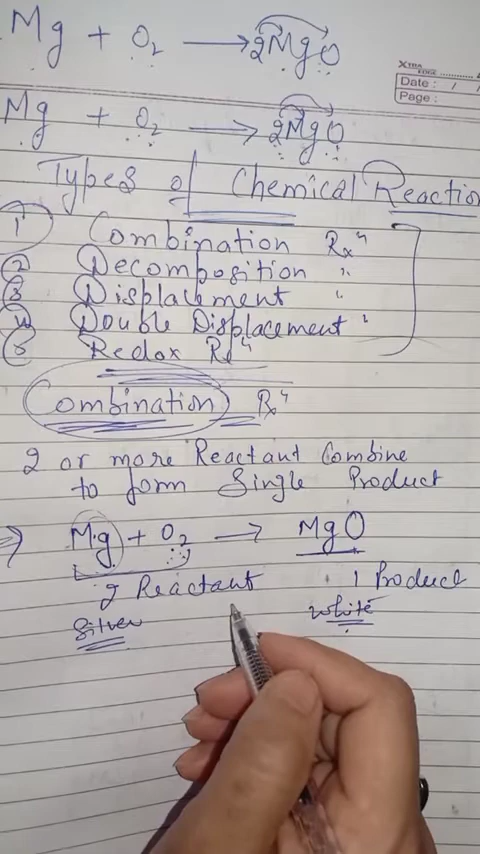 Mg + O₂ → 2MgO
XTRA EDGE ............
Date : / /
Page :
Mg + O₂ → 2MgO
Types of Chemical Reaction
1 Combination Rxⁿ
2 Decomposition "
3 Displacement "
4 Double Displacement "
5 Redox Rxⁿ
Combination Rxⁿ
2 or more Reactant Combine
to form Single Product
⇒ Mg + O₂ → MgO
2 Reactant 1 Product
Silver white